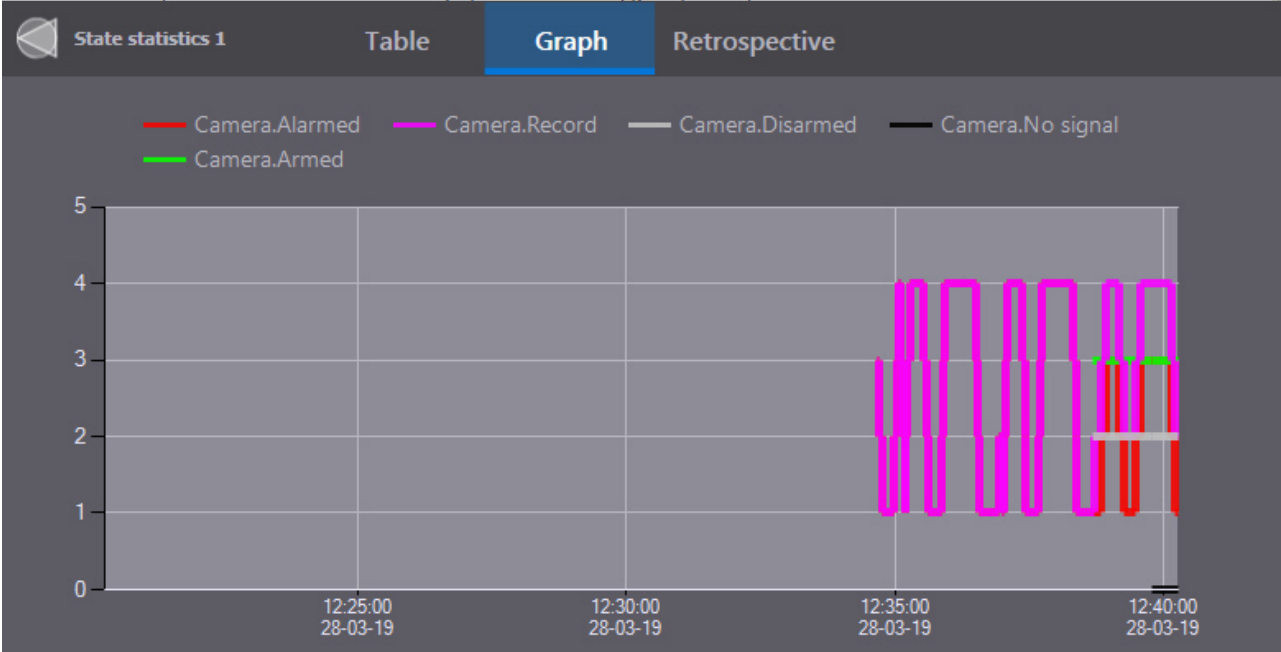 State statistics 1 Table Graph Retrospective
Camera.Alarmed Camera.Record Camera.Disarmed Camera.No signal
Camera.Armed
5
4
3
2
1
0
12:25:00 12:30:00 12:35:00 12:40:00
28-03-19 28-03-19 28-03-19 28-03-19